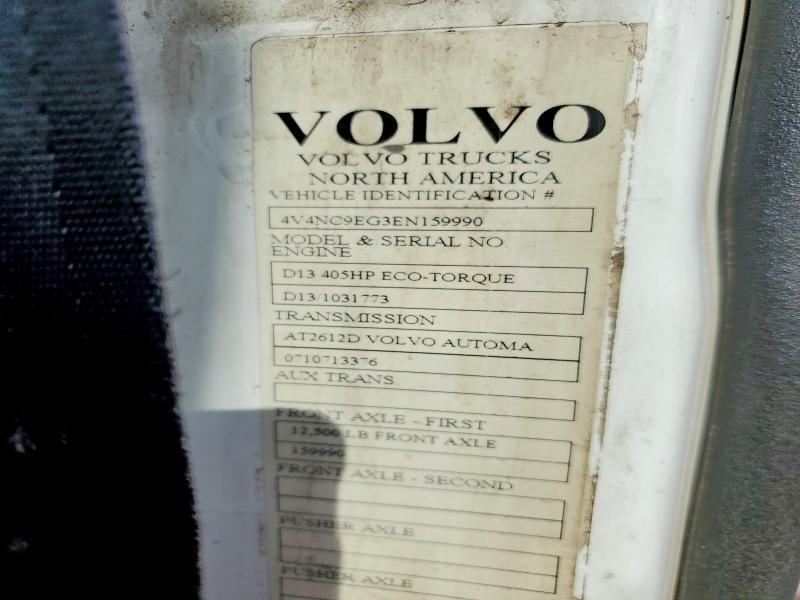 VOLVO
VOLVO TRUCKS
NORTH AMERICA
VEHICLE IDENTIFICATION #
4V4NC9EG3EN159990
MODEL & SERIAL NO.
ENGINE
D13 405HP ECO-TORQUE
D13/1031773
TRANSMISSION
AT2612D VOLVO AUTOMA
0710713376
AUX TRANS.
FRONT AXLE - FIRST
12,500 LB FRONT AXLE
159990
FRONT AXLE - SECOND
PUSHER AXLE
PUSHER AXLE